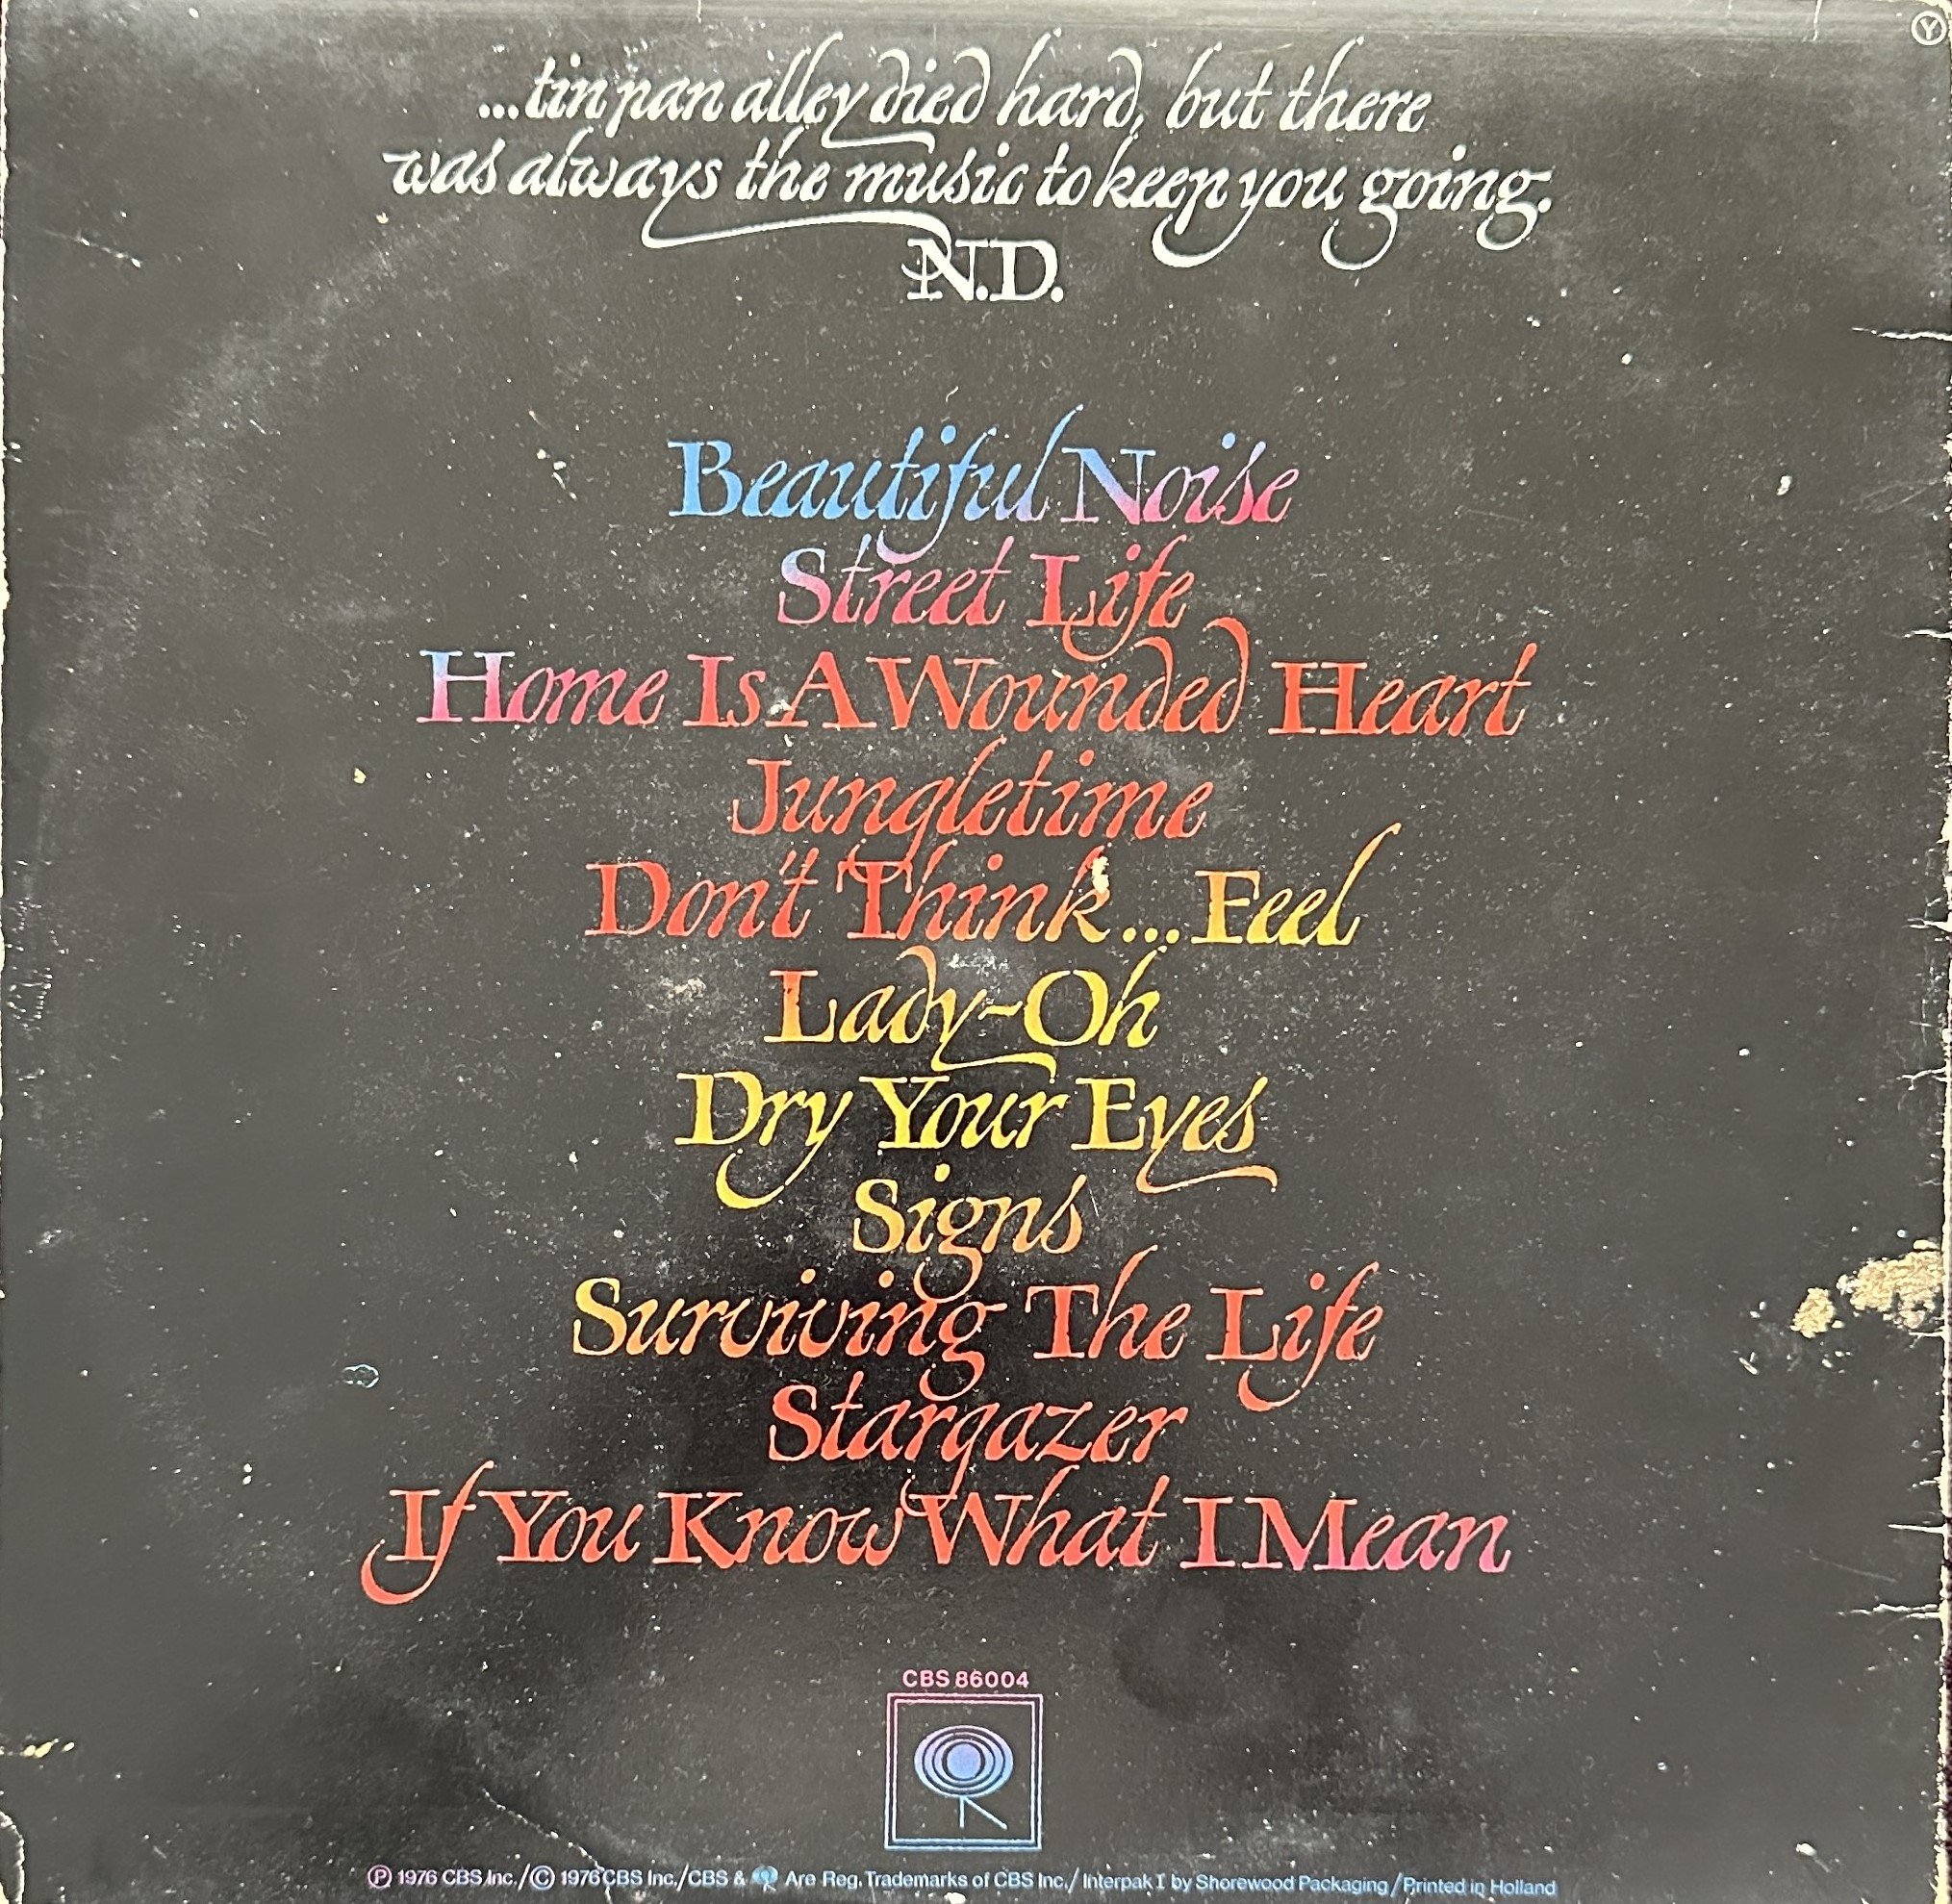 Y
...tin pan alley died hard, but there
was always the music to keep you going.
N.D.
Beautiful Noise
Street Life
Home Is A Wounded Heart
Jungletime
Don't Think...Feel
Lady-Oh
Dry Your Eyes
Signs
Surviving The Life
Stargazer
If You Know What I Mean
CBS 86004
Ⓟ 1976 CBS Inc./© 1976 CBS Inc./CBS & Are Reg. Trademarks of CBS Inc./Interpak I by Shorewood Packaging/Printed in Holland